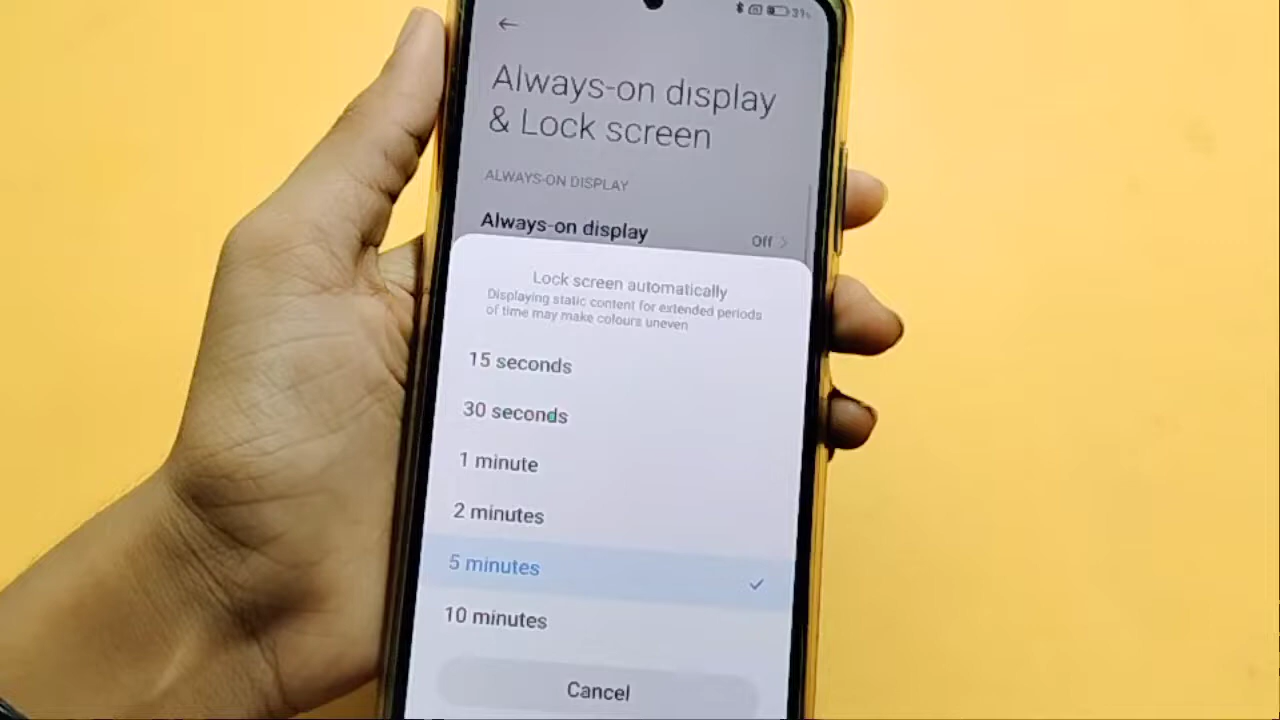 39%
Always-on display
& Lock screen
ALWAYS-ON DISPLAY
Always-on display
Off
Lock screen automatically
Displaying static content for extended periods
of time may make colours uneven
15 seconds
30 seconds
1 minute
2 minutes
5 minutes
10 minutes
Cancel